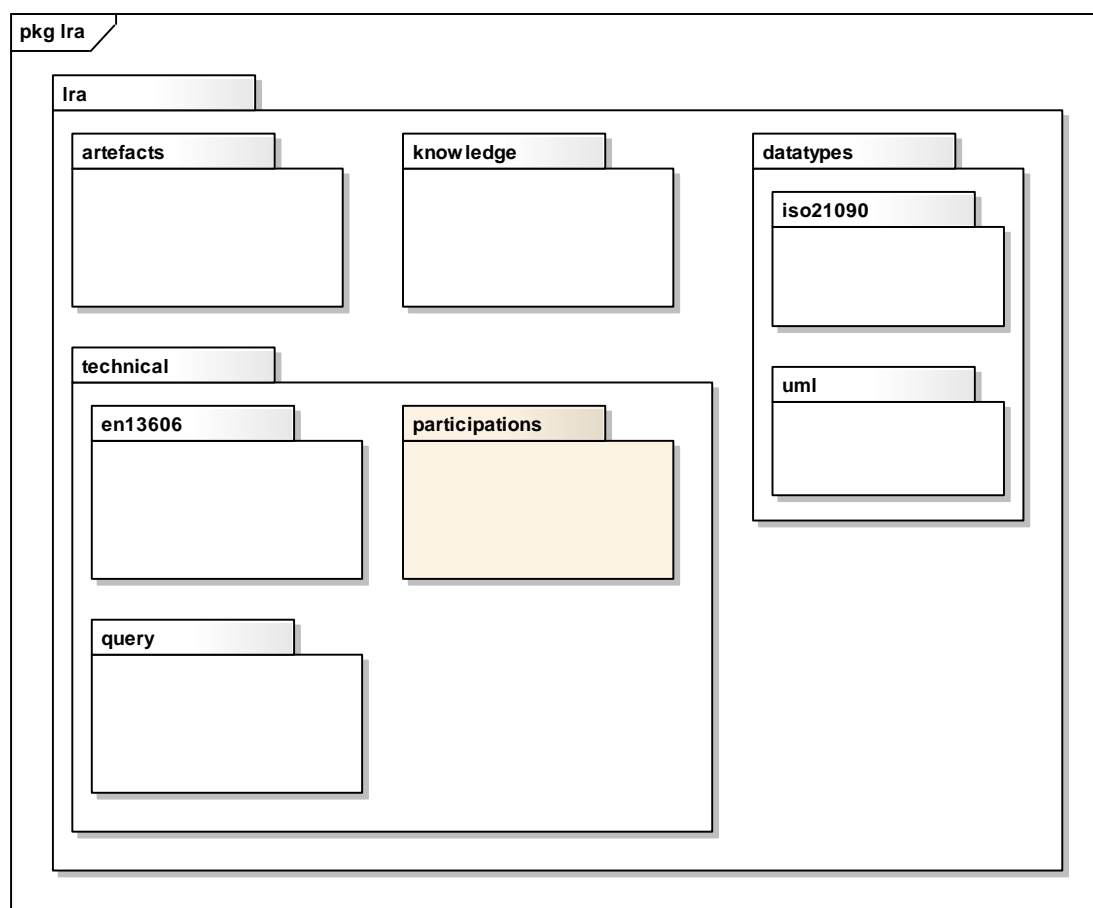 pkg lra
lra
artefacts
knowledge
datatypes
iso21090
technical
uml
en13606
participations
query